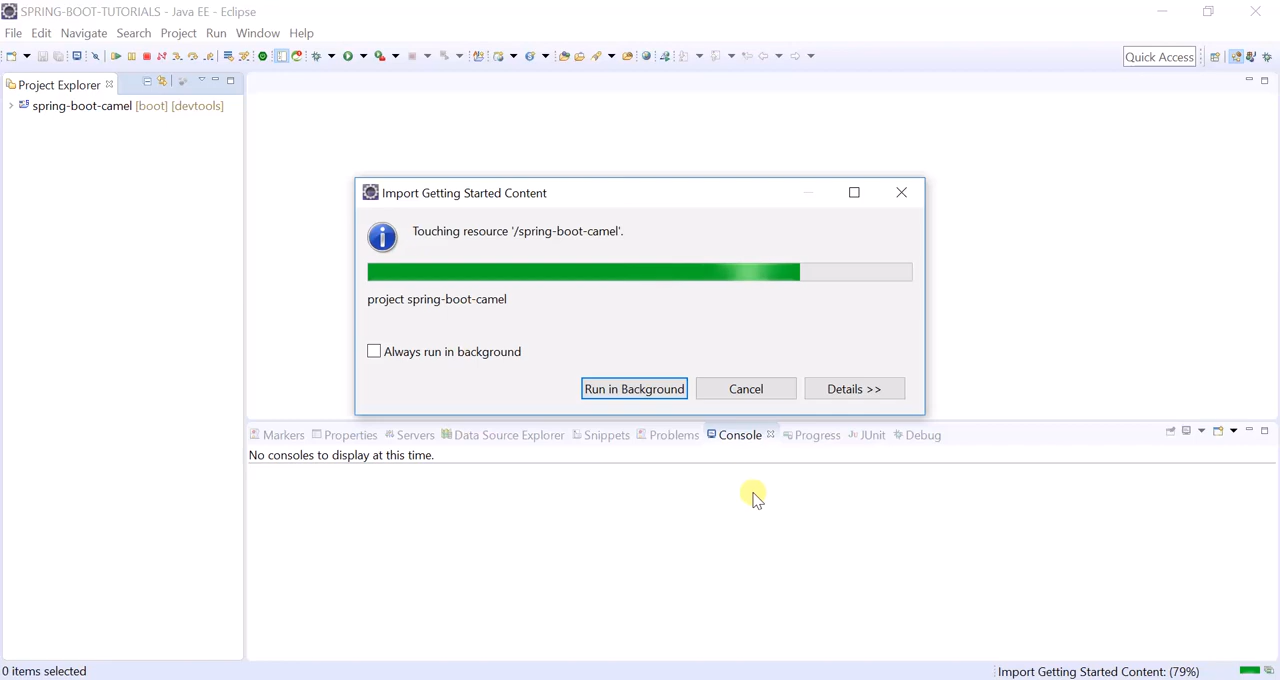 SPRING-BOOT-TUTORIALS - Java EE - Eclipse
File Edit Navigate Search Project Run Window Help
Quick Access
Project Explorer
spring-boot-camel [boot] [devtools]
Import Getting Started Content
Touching resource '/spring-boot-camel'.
project spring-boot-camel
Always run in background
Run in Background Cancel Details >>
Markers Properties Servers Data Source Explorer Snippets Problems Console Progress JUnit Debug
No consoles to display at this time.
0 items selected Import Getting Started Content: (79%)